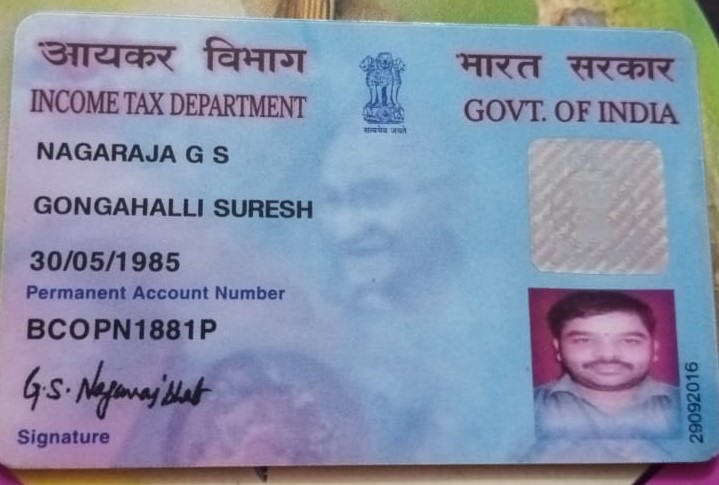 आयकर विभाग
भारत सरकार
INCOME TAX DEPARTMENT
GOVT. OF INDIA
सत्यमेव जयते
NAGARAJA G S
GONGAHALLI SURESH
30/05/1985
Permanent Account Number
BCOPN1881P
G.S. Nagaraj bhat
Signature
29092016